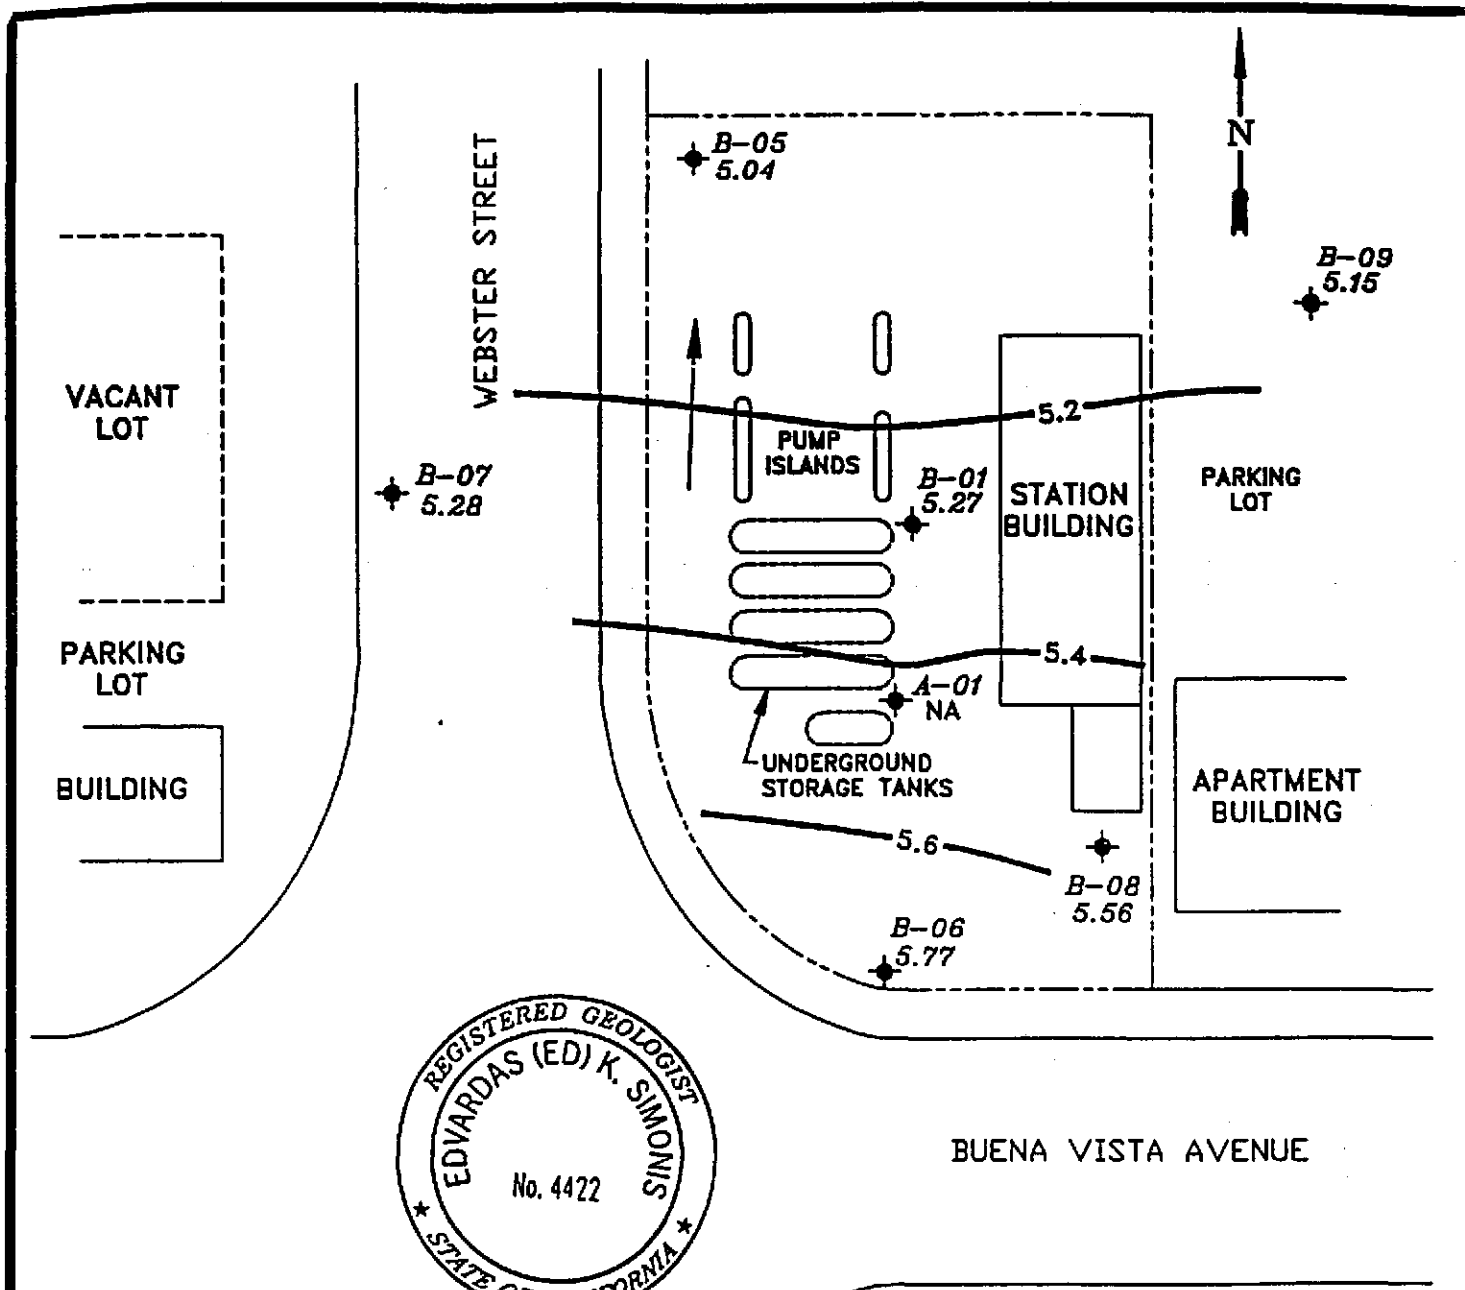 N
B-05
5.04
WEBSTER STREET
B-09
5.15
VACANT
LOT
5.2
PUMP
ISLANDS
B-07
5.28
B-01
5.27
STATION
BUILDING
PARKING
LOT
PARKING
LOT
5.4
A-01
NA
UNDERGROUND
STORAGE TANKS
BUILDING
APARTMENT
BUILDING
5.6
B-08
5.56
B-06
5.77
REGISTERED GEOLOGIST
EDVARDAS (ED) K. SIMONIS
No. 4422
STATE
BUENA VISTA AVENUE